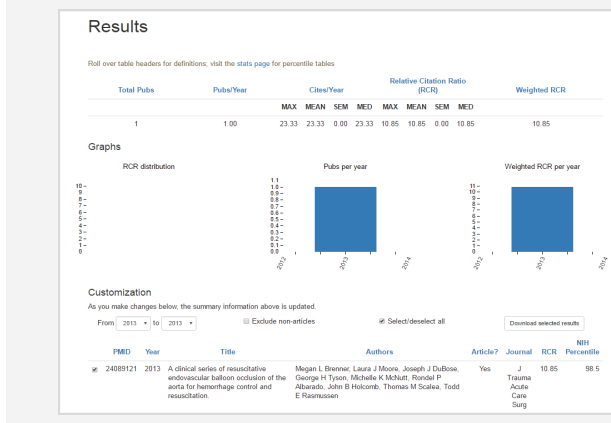 Results
Roll over table headers for definitions; visit the stats page for percentile tables
Total Pubs Pubs/Year Cites/Year Relative Citation Ratio (RCR) Weighted RCR
MAX MEAN SEM MED MAX MEAN SEM MED
1 1.00 23.33 23.33 0.00 23.33 10.85 10.85 0.00 10.85 10.85
Graphs
RCR distribution
10
9
8
7
6
5
4
3
2
1
0
Pubs per year
1.1
1.0
0.9
0.8
0.7
0.6
0.5
0.4
0.3
0.2
0.1
0.0
2012 2013 2014
Weighted RCR per year
11
10
9
8
7
6
5
4
3
2
1
0
2012 2013 2014
Customization
As you make changes below, the summary information above is updated.
From 2013 to 2013 Exclude non-articles Select/deselect all Download selected results
PMID Year Title Authors Article? Journal RCR NIH Percentile
24089121 2013 A clinical series of resuscitative Megan L Brenner, Laura J Moore, Joseph J DuBose, Yes J 10.85 98.5
endovascular balloon occlusion of the George H Tyson, Michelle K McNutt, Rondel P Trauma
aorta for hemorrhage control and Albarado, John B Holcomb, Thomas M Scalea, Todd Acute
resuscitation. E Rasmussen Care
Surg